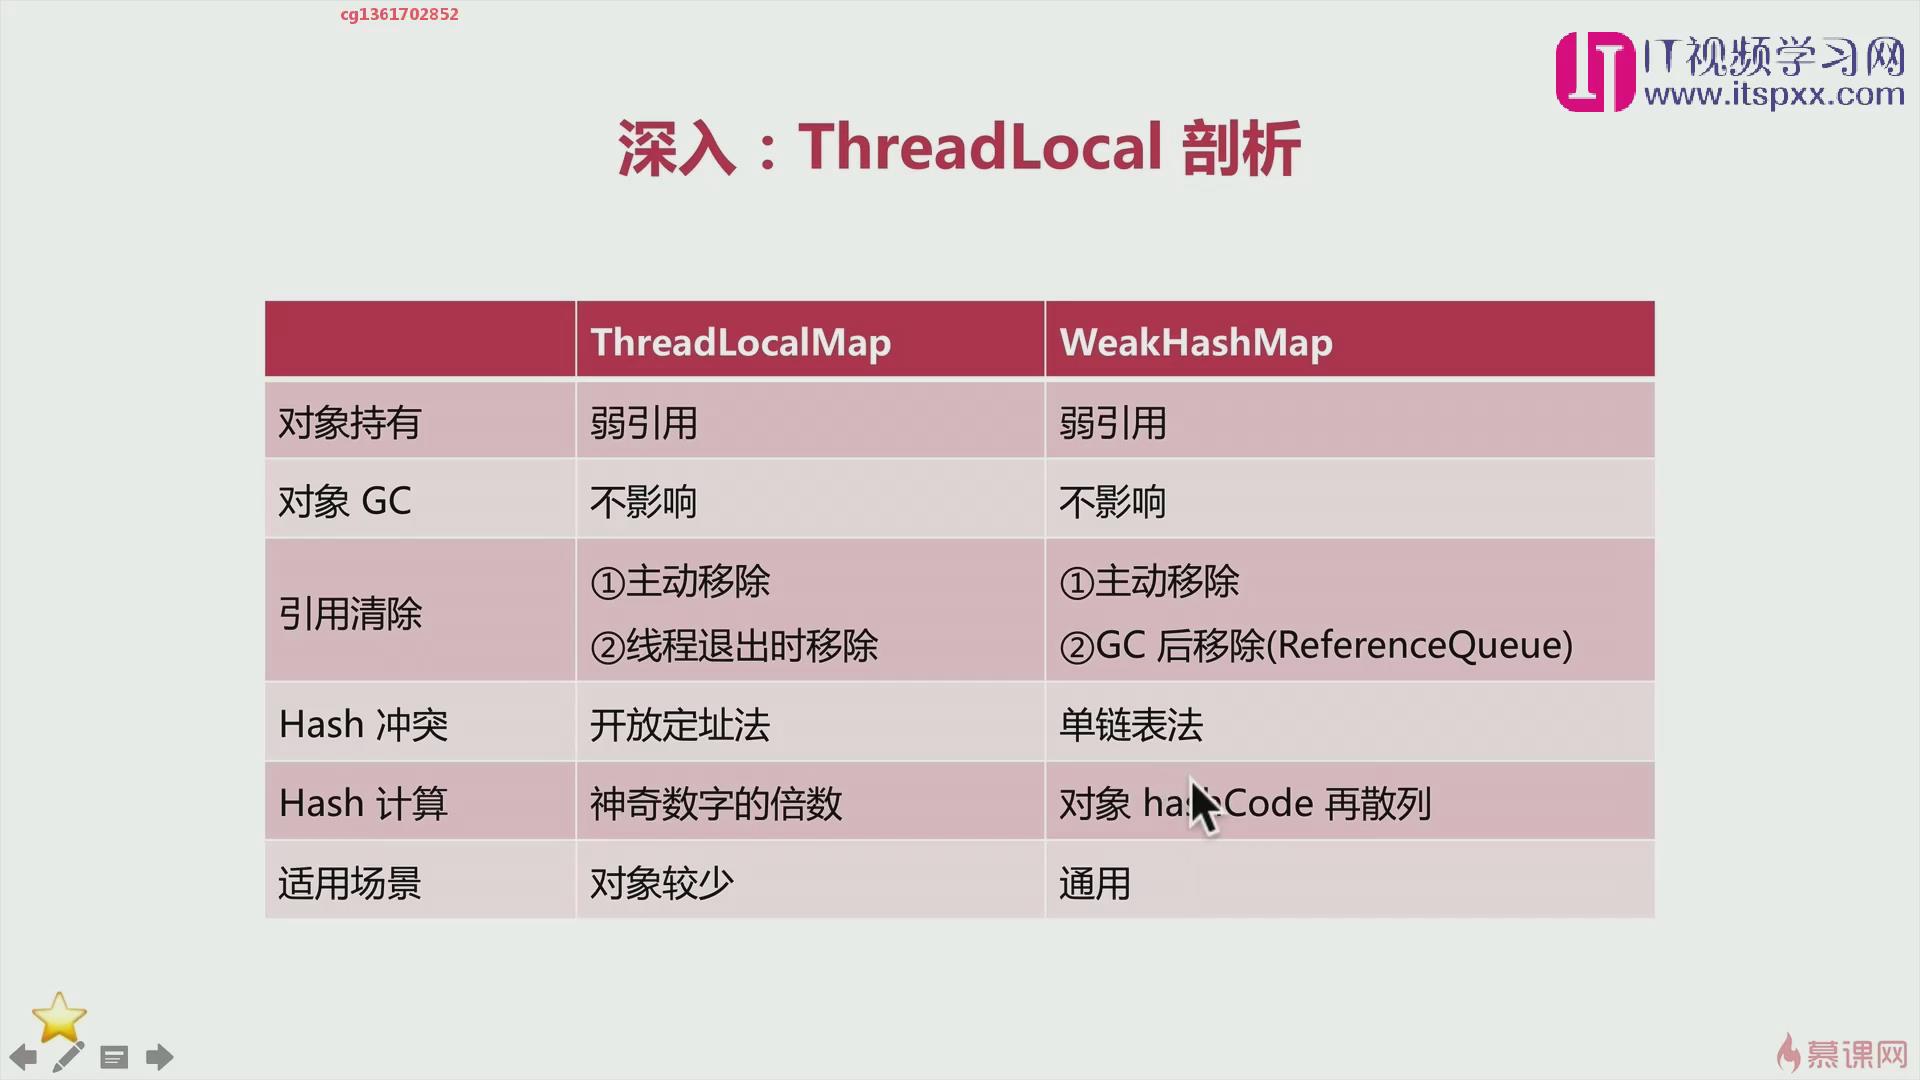 cg1361702852
IT视频学习网
www.itspxx.com
深入：ThreadLocal 剖析
ThreadLocalMap
WeakHashMap
对象持有
弱引用
弱引用
对象 GC
不影响
不影响
引用清除
①主动移除
②线程退出时移除
①主动移除
②GC 后移除(ReferenceQueue)
Hash 冲突
开放定址法
单链表法
Hash 计算
神奇数字的倍数
对象 hashCode 再散列
适用场景
对象较少
通用
慕课网